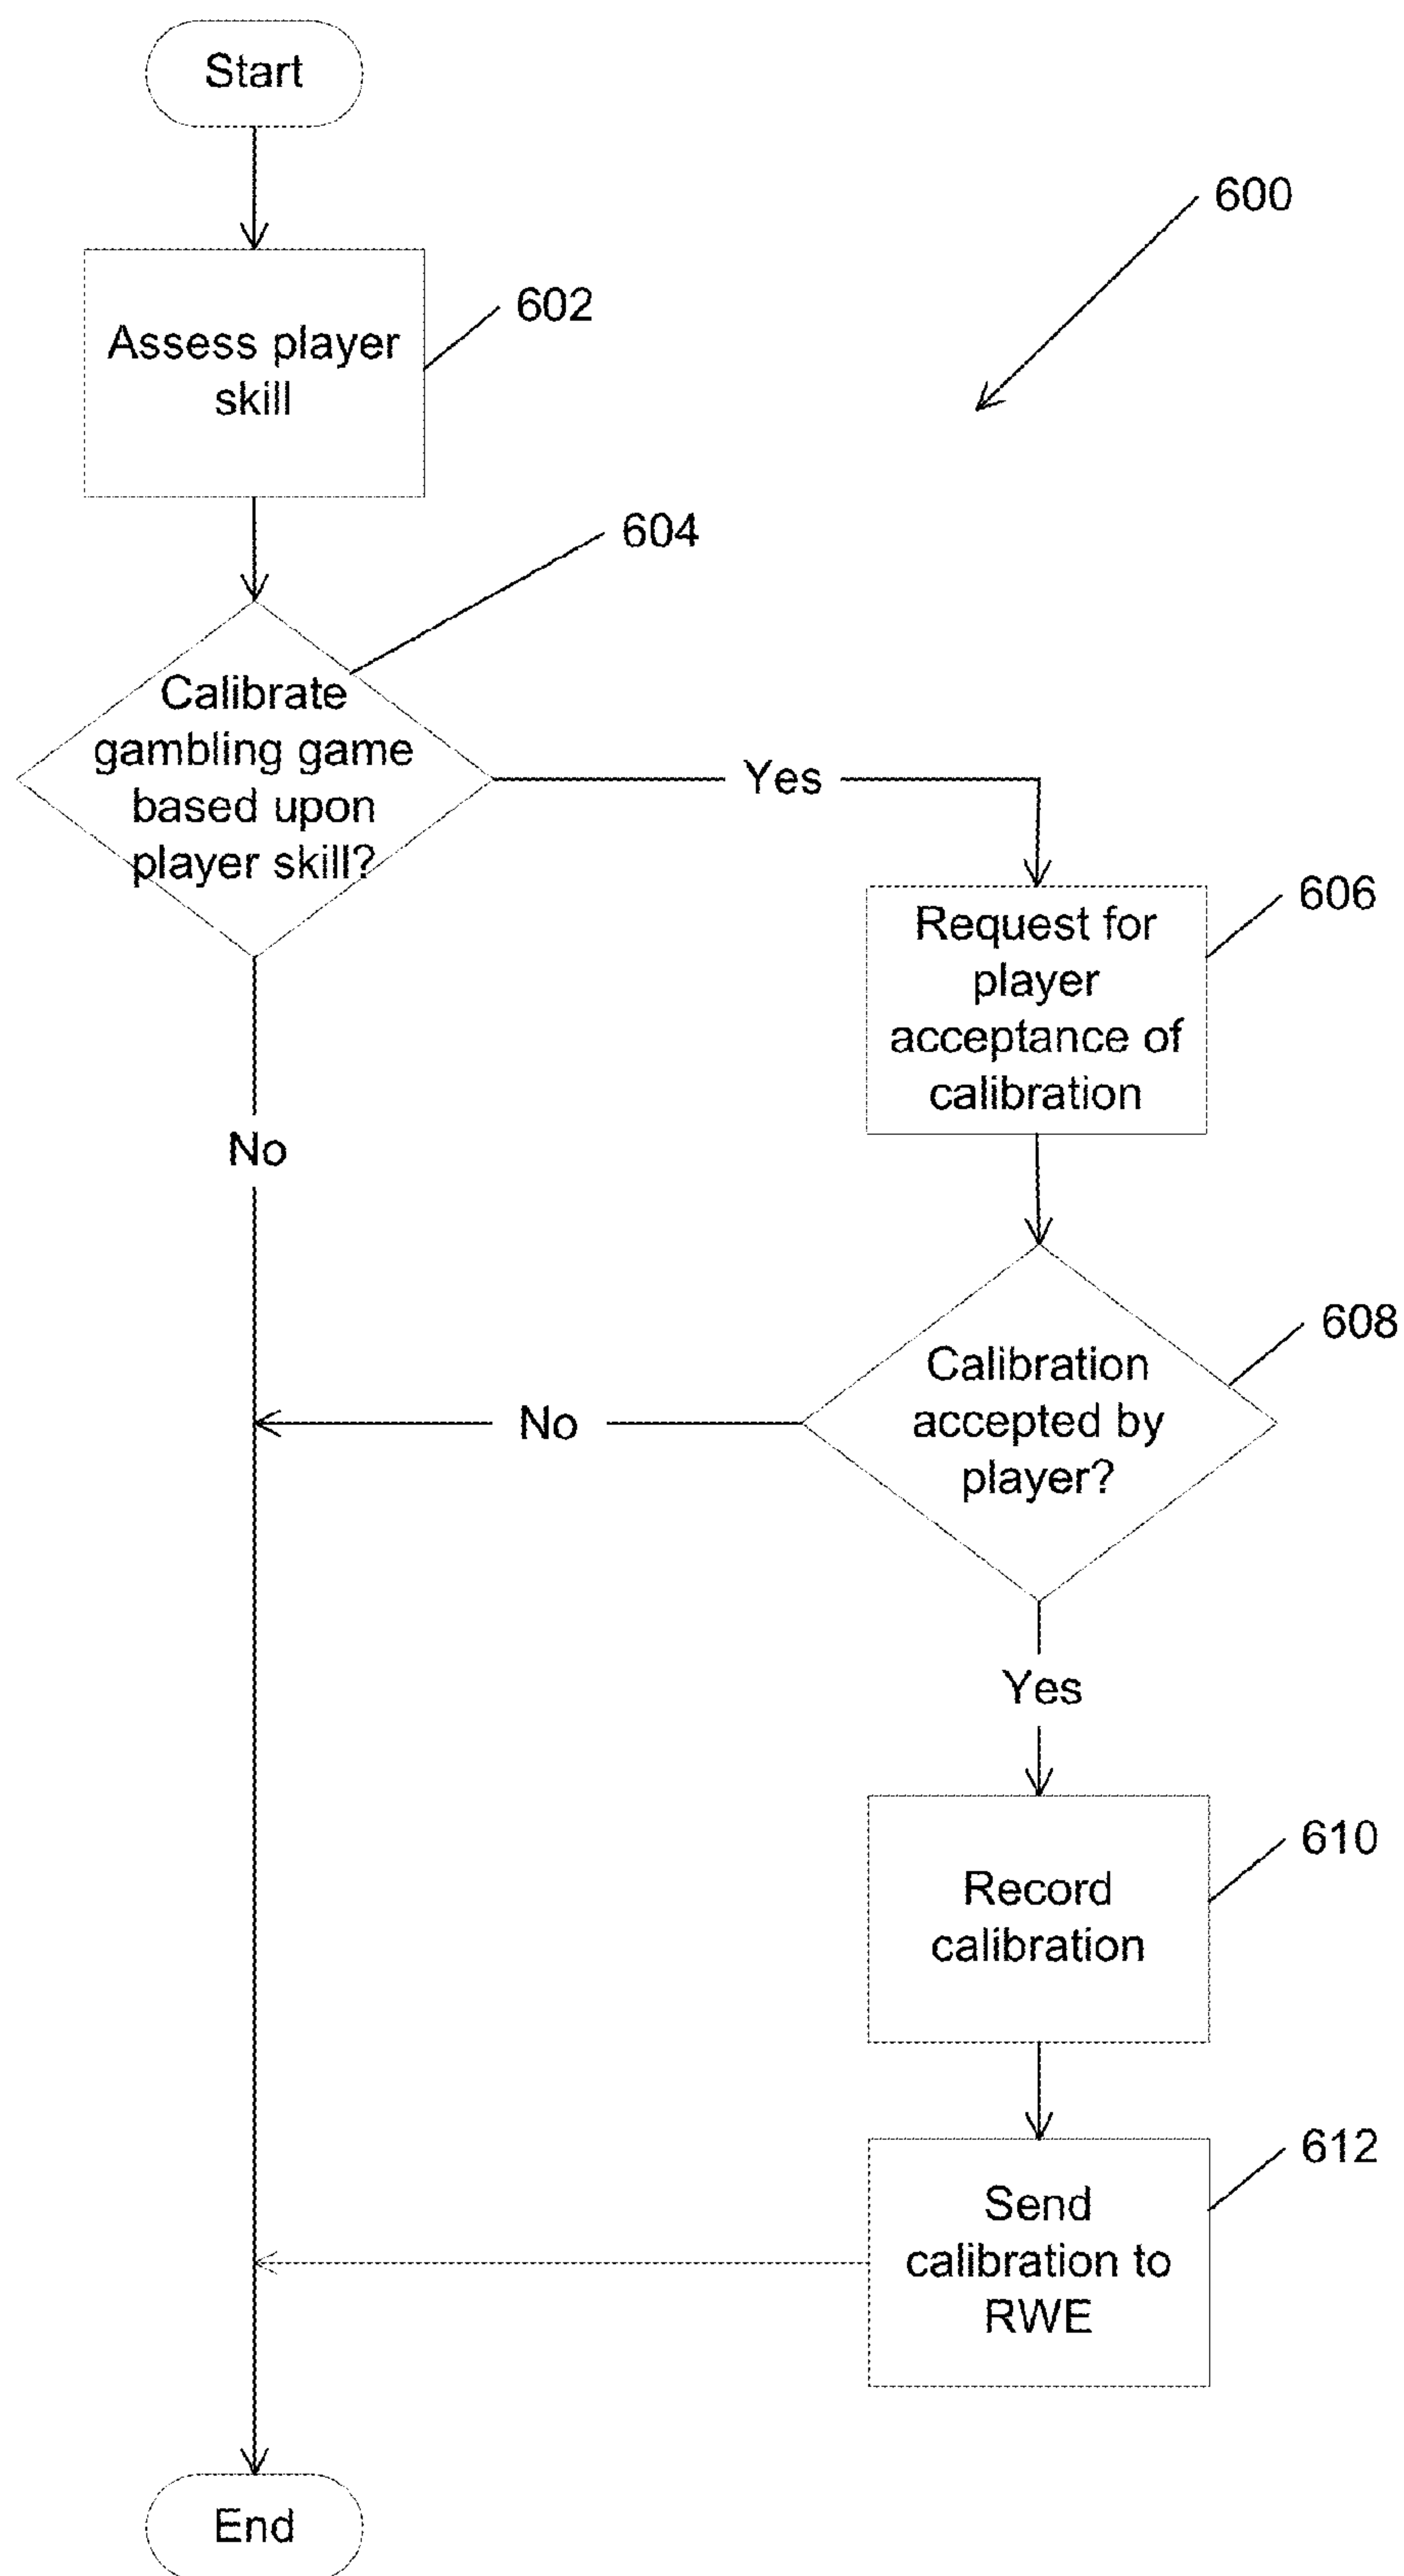 Start
600
602
Assess player
skill
604
Calibrate
gambling game
based upon
player skill?
Yes
606
Request for
player
acceptance of
calibration
No
608
Calibration
accepted by
player?
No
Yes
610
Record
calibration
612
Send
calibration to
RWE
End